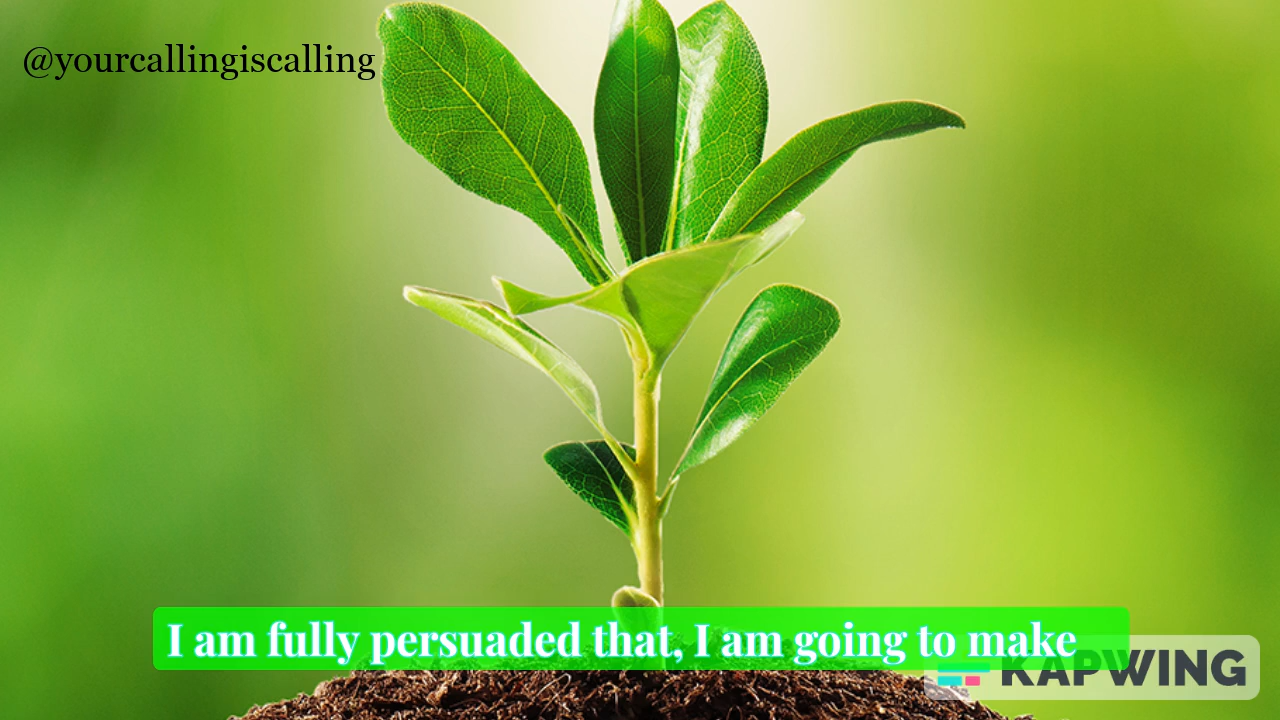 @yourcallingiscalling
I am fully persuaded that, I am going to make
KAPWING